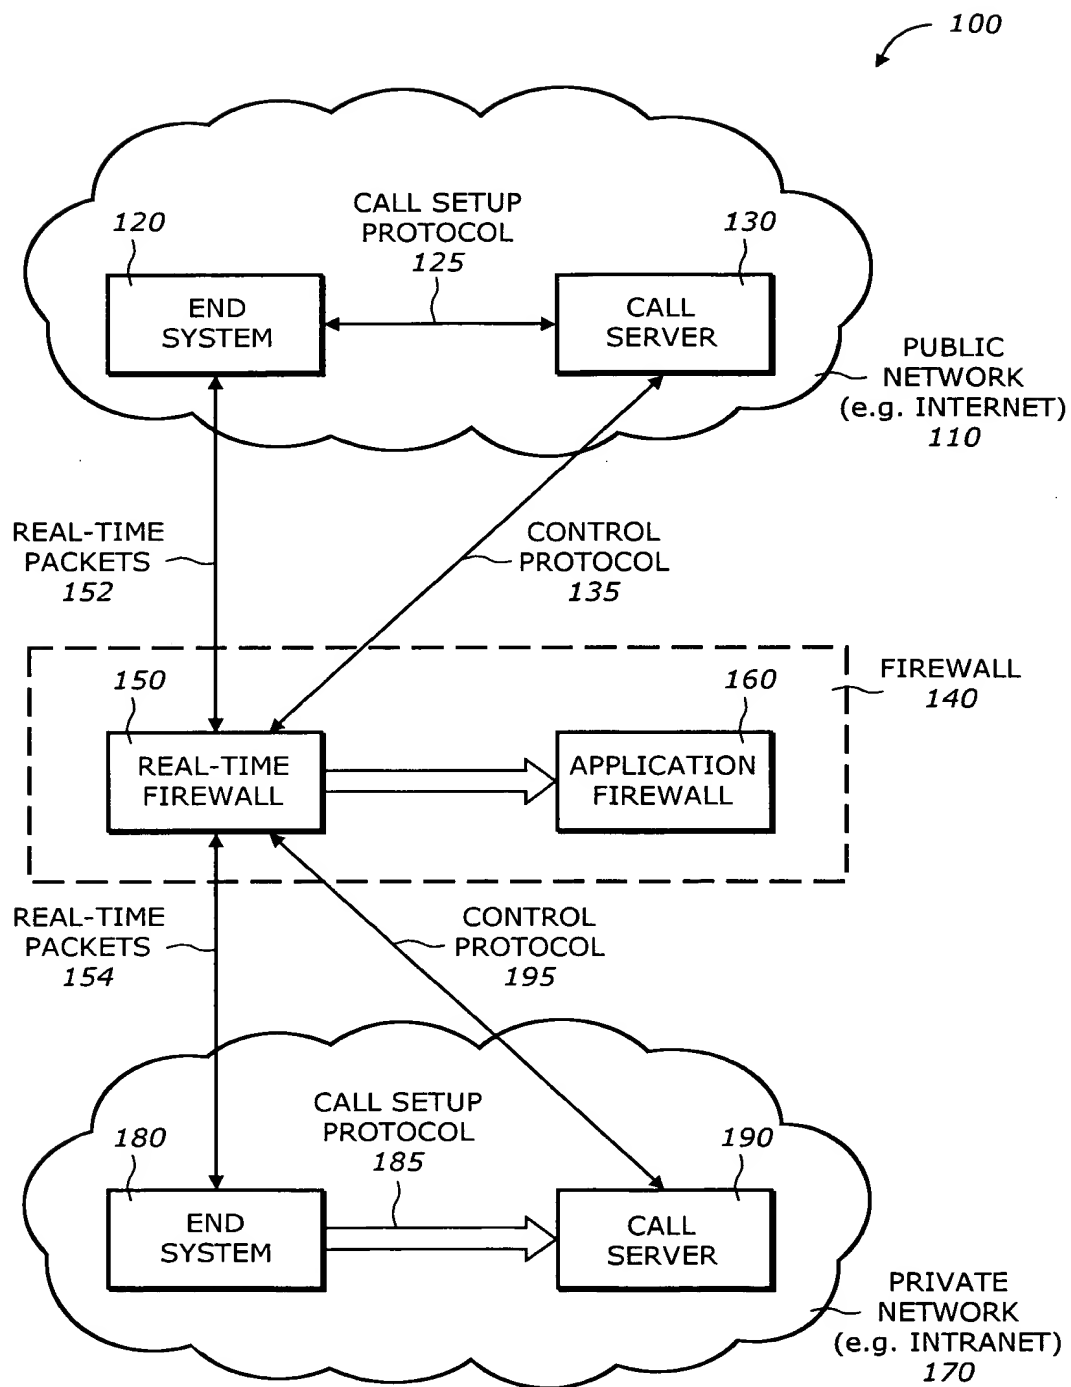 100
CALL SETUP
PROTOCOL
125
120
130
END
SYSTEM
CALL
SERVER
PUBLIC
NETWORK
(e.g. INTERNET)
110
REAL-TIME
PACKETS
152
CONTROL
PROTOCOL
135
FIREWALL
140
150
160
REAL-TIME
FIREWALL
APPLICATION
FIREWALL
REAL-TIME
PACKETS
154
CONTROL
PROTOCOL
195
CALL SETUP
PROTOCOL
185
180
190
END
SYSTEM
CALL
SERVER
PRIVATE
NETWORK
(e.g. INTRANET)
170